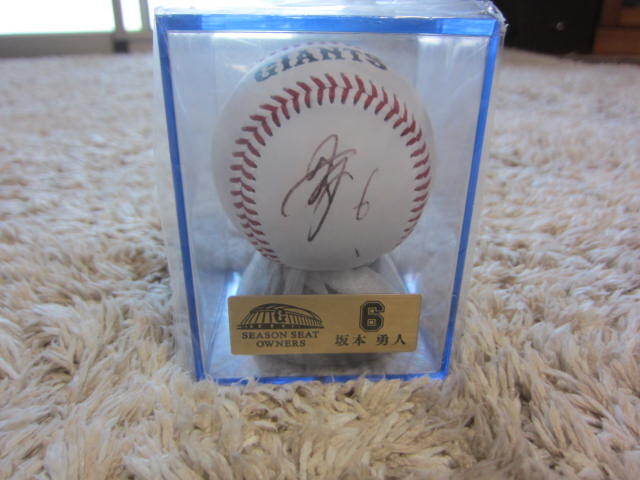 GIANTS
6
SEASON SEAT
OWNERS
6
坂本 勇人